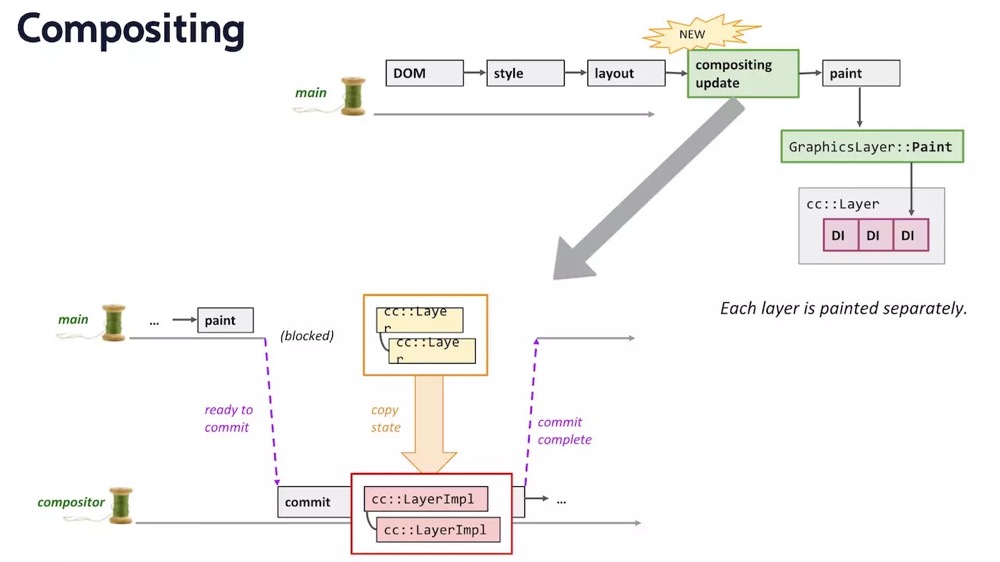 Compositing
NEW
DOM
style
layout
compositing
update
paint
main
GraphicsLayer::Paint
cc::Layer
DI DI DI
Each layer is painted separately.
main
...
paint
(blocked)
cc::Laye
r
cc::Laye
r
ready to
commit
copy
state
commit
complete
compositor
commit
cc::LayerImpl
cc::LayerImpl
...